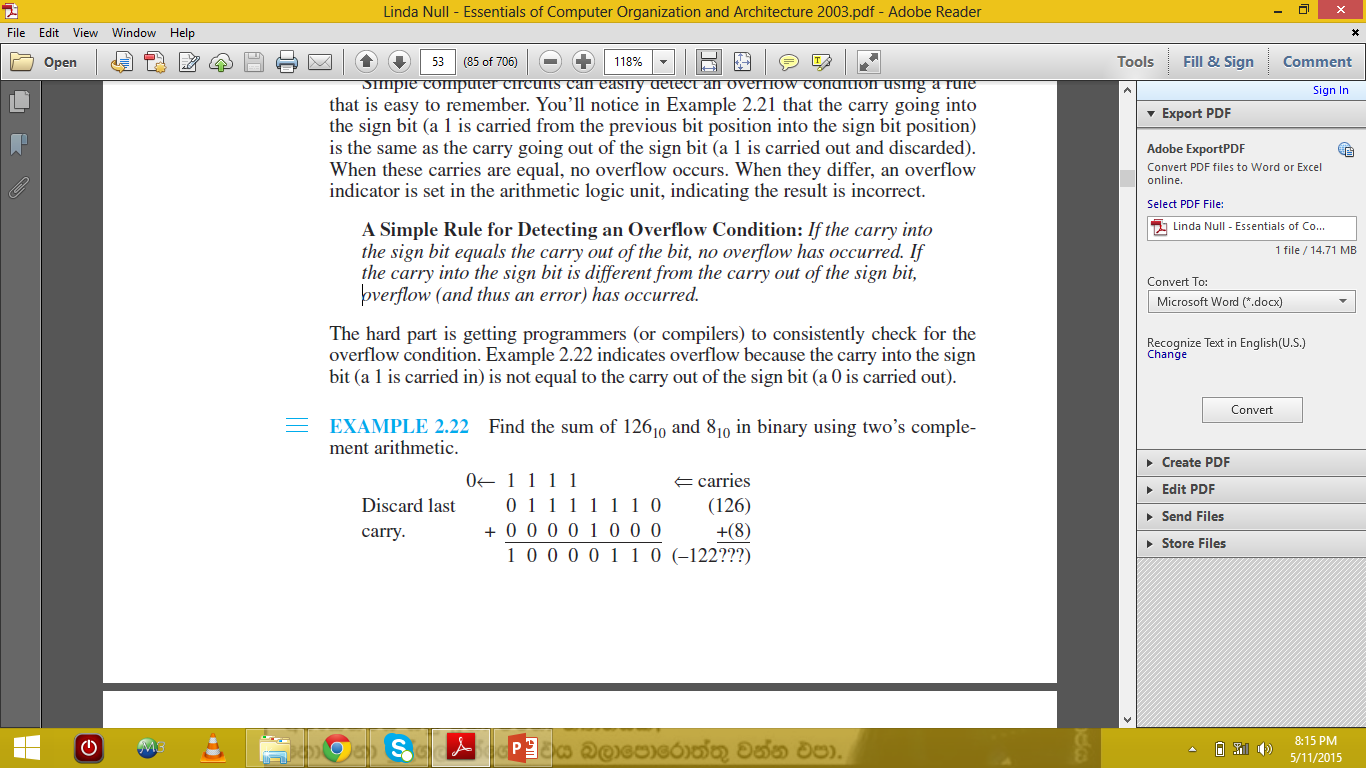 Linda Null - Essentials of Computer Organization and Architecture 2003.pdf - Adobe Reader
File Edit View Window Help
Open 53 (85 of 706) 118% Tools Fill & Sign Comment
Sign In
Simple computer circuits can easily detect an overflow condition using a rule
that is easy to remember. You'll notice in Example 2.21 that the carry going into
the sign bit (a 1 is carried from the previous bit position into the sign bit position)
is the same as the carry going out of the sign bit (a 1 is carried out and discarded).
When these carries are equal, no overflow occurs. When they differ, an overflow
indicator is set in the arithmetic logic unit, indicating the result is incorrect.
A Simple Rule for Detecting an Overflow Condition: If the carry into
the sign bit equals the carry out of the bit, no overflow has occurred. If
the carry into the sign bit is different from the carry out of the sign bit,
overflow (and thus an error) has occurred.
The hard part is getting programmers (or compilers) to consistently check for the
overflow condition. Example 2.22 indicates overflow because the carry into the sign
bit (a 1 is carried in) is not equal to the carry out of the sign bit (a 0 is carried out).
EXAMPLE 2.22 Find the sum of 126₁₀ and 8₁₀ in binary using two's comple-
ment arithmetic.
0← 1 1 1 1 ⇐ carries
Discard last 0 1 1 1 1 1 1 0 (126)
carry. + 0 0 0 0 1 0 0 0 +(8)
1 0 0 0 0 1 1 0 (–122???)
Export PDF
Adobe ExportPDF
Convert PDF files to Word or Excel
online.
Select PDF File:
Linda Null - Essentials of Co...
1 file / 14.71 MB
Convert To:
Microsoft Word (*.docx)
Recognize Text in English(U.S.)
Change
Convert
Create PDF
Edit PDF
Send Files
Store Files
බලාපොරොත්තු වන්න එපා.
8:15 PM
5/11/2015